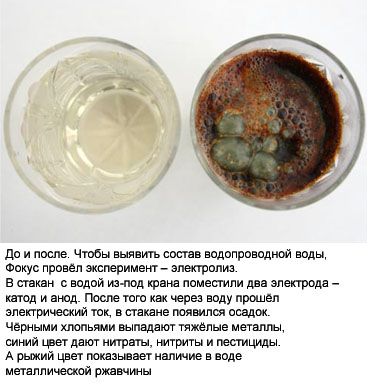 До и после. Чтобы выявить состав водопроводной воды,
Фокус провёл эксперимент – электролиз.
В стакан с водой из-под крана поместили два электрода –
катод и анод. После того как через воду прошёл
электрический ток, в стакане появился осадок.
Чёрными хлопьями выпадают тяжёлые металлы,
синий цвет дают нитраты, нитриты и пестициды.
А рыжий цвет показывает наличие в воде
металлической ржавчины